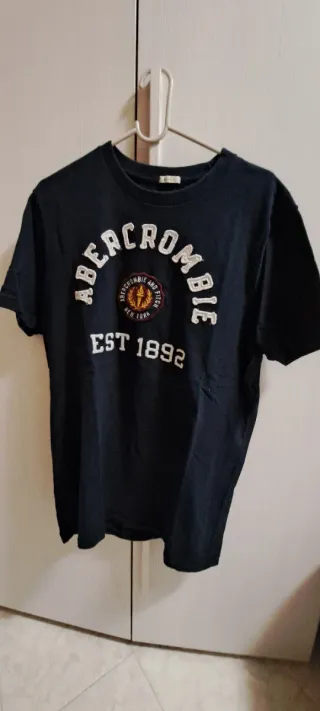 ABERCROMBIE
ABERCROMBIE AND FITCH
NEW YORK
EST 1892